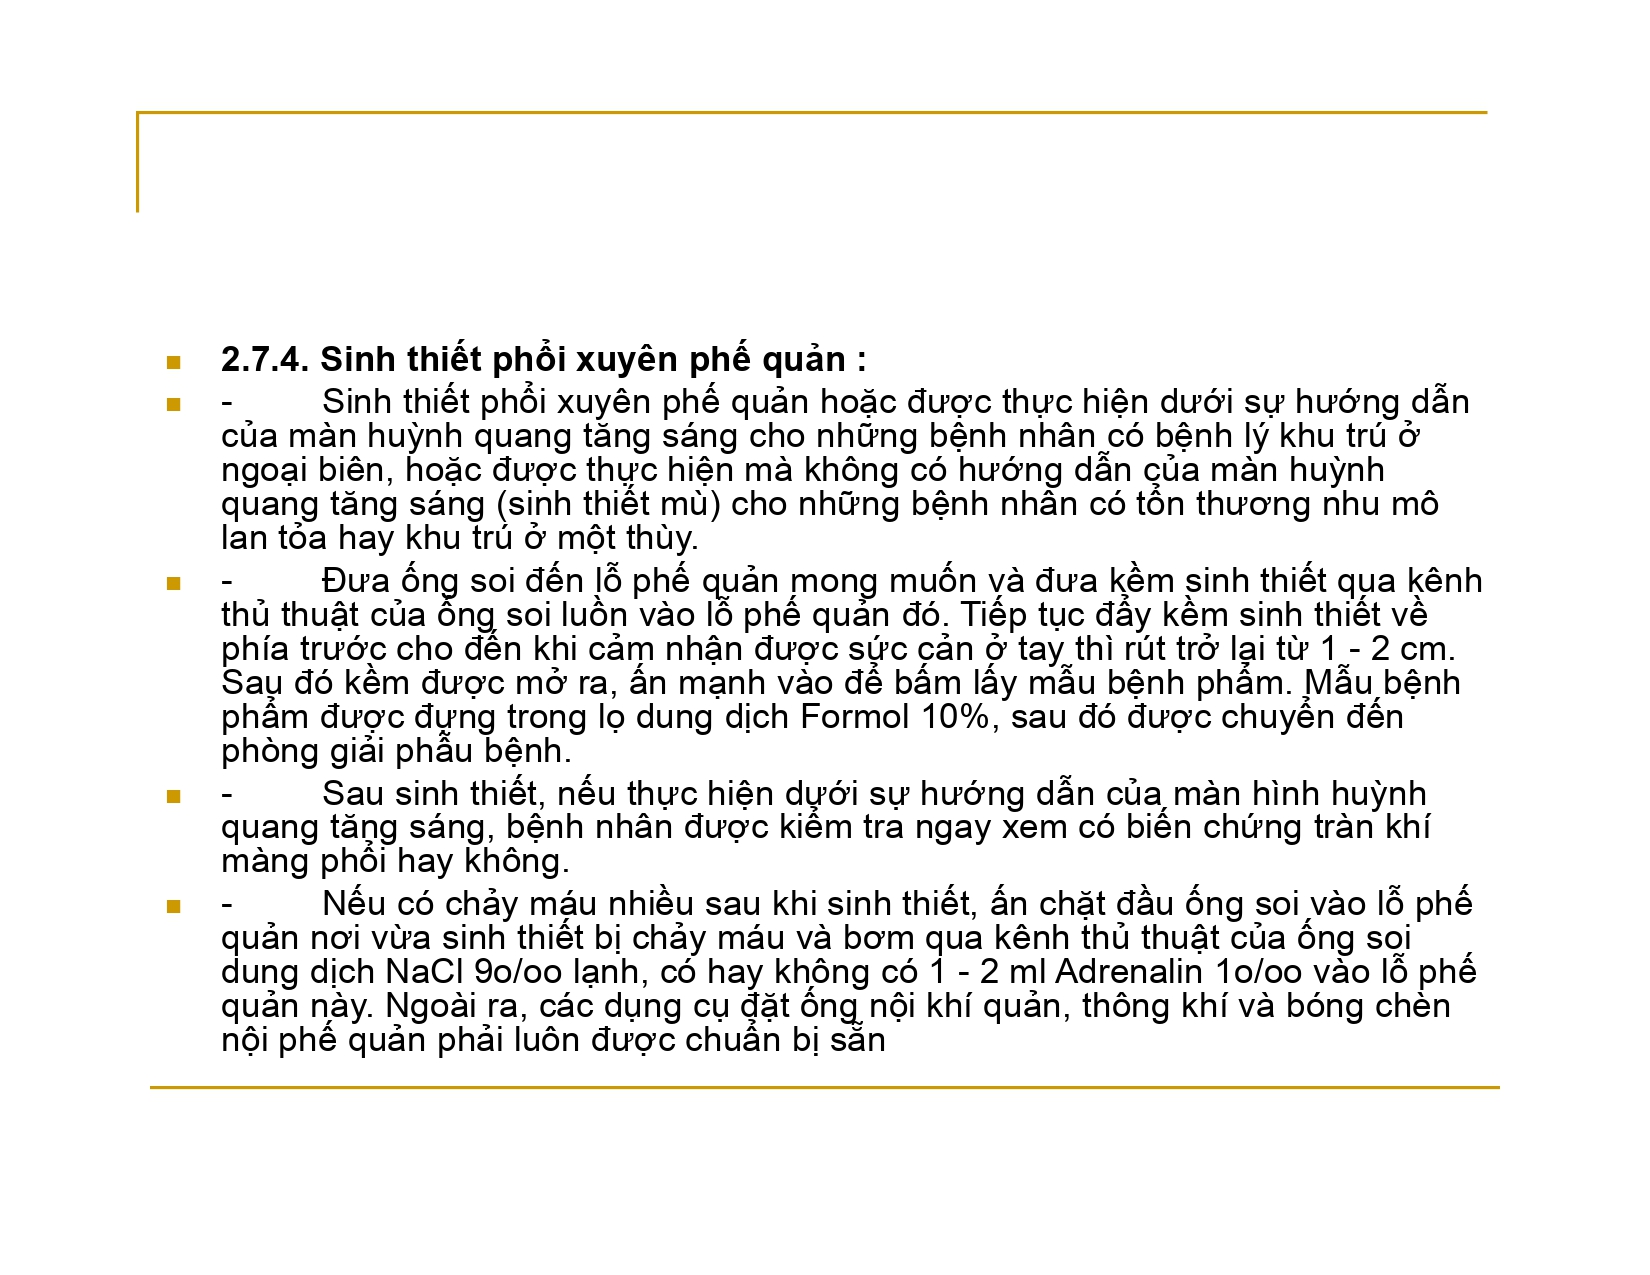 ■ 2.7.4. Sinh thiết phổi xuyên phế quản :
■ - Sinh thiết phổi xuyên phế quản hoặc được thực hiện dưới sự hướng dẫn
của màn huỳnh quang tăng sáng cho những bệnh nhân có bệnh lý khu trú ở
ngoại biên, hoặc được thực hiện mà không có hướng dẫn của màn huỳnh
quang tăng sáng (sinh thiết mù) cho những bệnh nhân có tổn thương nhu mô
lan tỏa hay khu trú ở một thùy.
■ - Đưa ống soi đến lỗ phế quản mong muốn và đưa kềm sinh thiết qua kênh
thủ thuật của ống soi luồn vào lỗ phế quản đó. Tiếp tục đẩy kềm sinh thiết về
phía trước cho đến khi cảm nhận được sức cản ở tay thì rút trở lại từ 1 - 2 cm.
Sau đó kềm được mở ra, ấn mạnh vào để bấm lấy mẫu bệnh phẩm. Mẫu bệnh
phẩm được đựng trong lọ dung dịch Formol 10%, sau đó được chuyển đến
phòng giải phẫu bệnh.
■ - Sau sinh thiết, nếu thực hiện dưới sự hướng dẫn của màn hình huỳnh
quang tăng sáng, bệnh nhân được kiểm tra ngay xem có biến chứng tràn khí
màng phổi hay không.
■ - Nếu có chảy máu nhiều sau khi sinh thiết, ấn chặt đầu ống soi vào lỗ phế
quản nơi vừa sinh thiết bị chảy máu và bơm qua kênh thủ thuật của ống soi
dung dịch NaCl 9o/oo lạnh, có hay không có 1 - 2 ml Adrenalin 1o/oo vào lỗ phế
quản này. Ngoài ra, các dụng cụ đặt ống nội khí quản, thông khí và bóng chèn
nội phế quản phải luôn được chuẩn bị sẵn